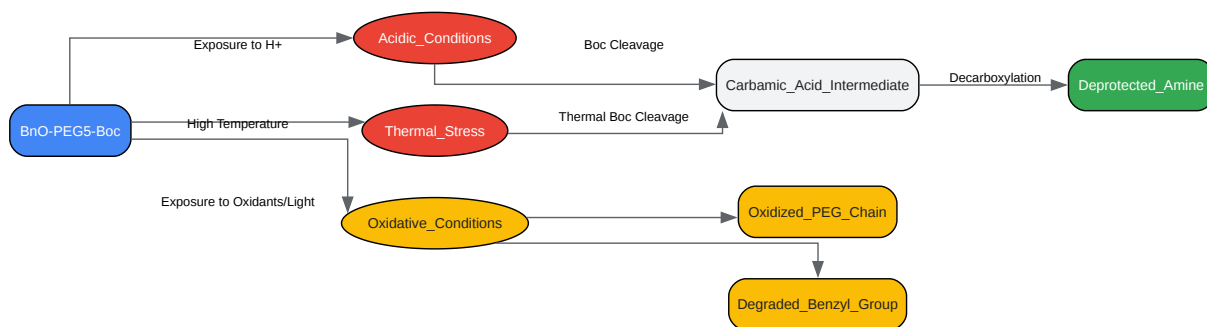 Acidic_Conditions
Exposure to H+
Boc Cleavage
Carbamic_Acid_Intermediate
Decarboxylation
Deprotected_Amine
BnO-PEG5-Boc
High Temperature
Thermal_Stress
Thermal Boc Cleavage
Exposure to Oxidants/Light
Oxidative_Conditions
Oxidized_PEG_Chain
Degraded_Benzyl_Group